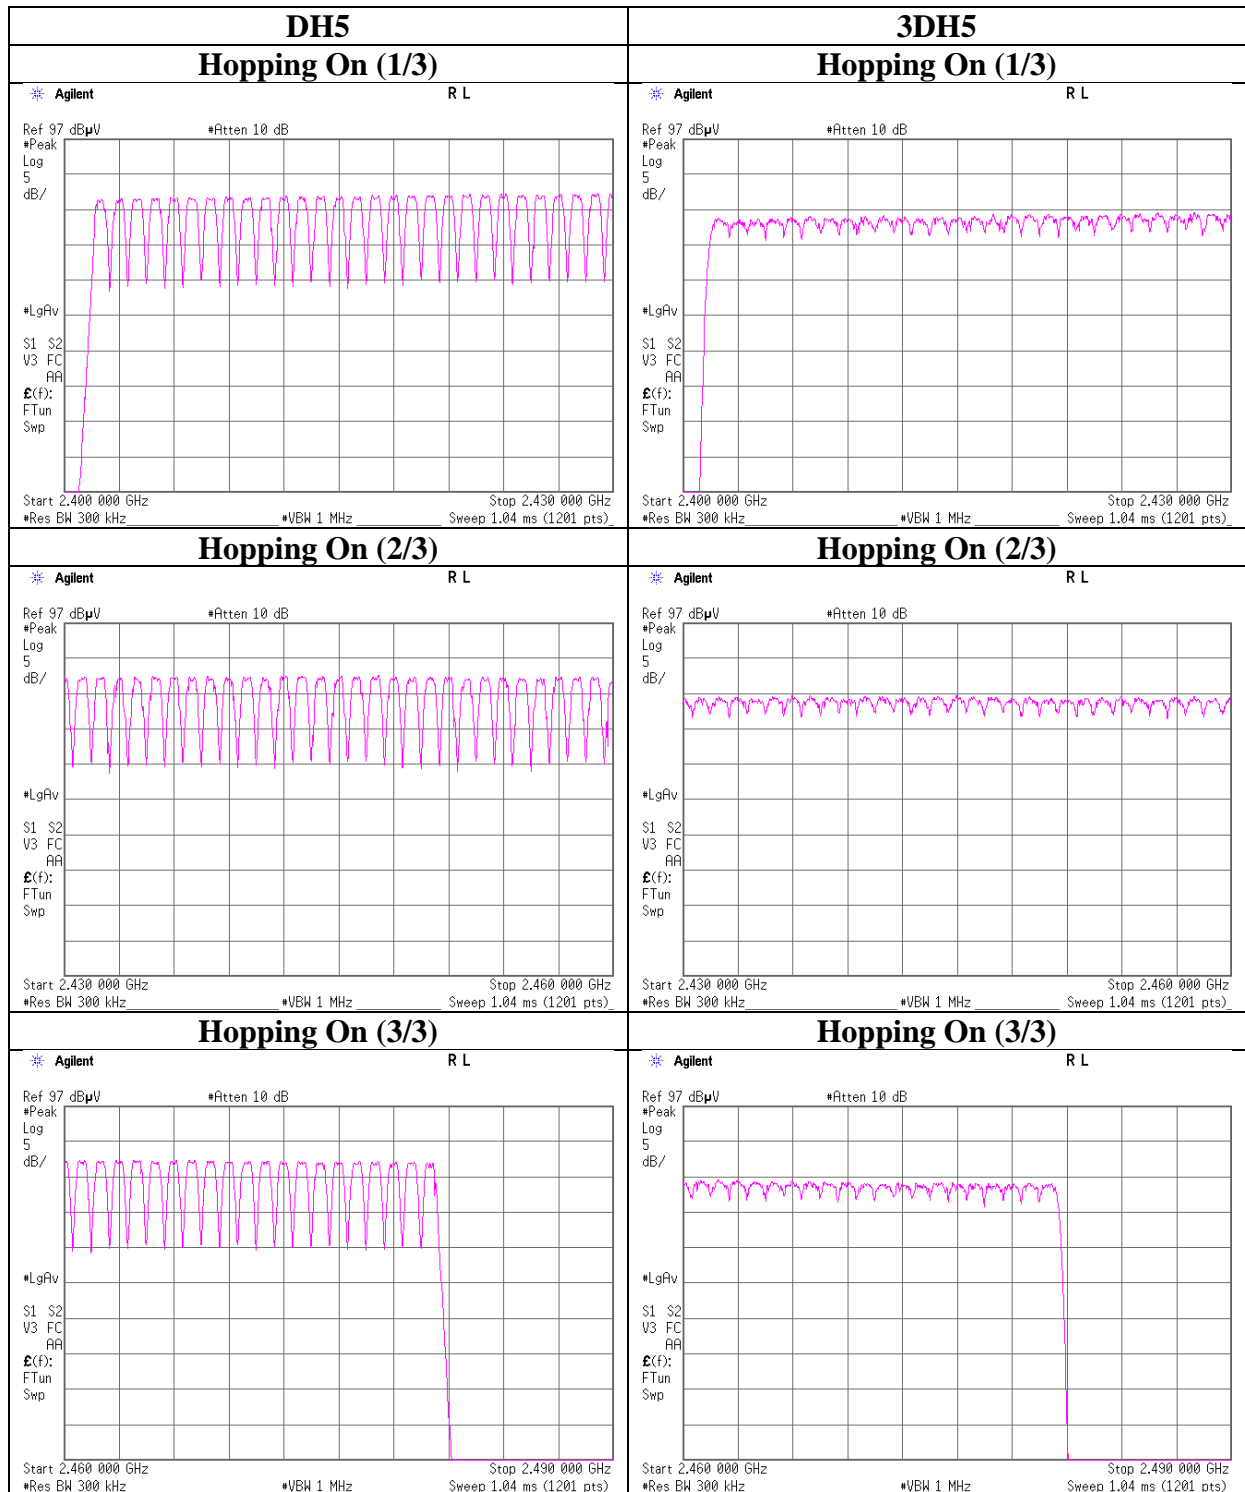 DH5 3DH5
Hopping On (1/3) Hopping On (1/3)
Agilent R L
Ref 97 dBµV #Atten 10 dB
#Peak
Log
5
dB/
#LgAv
S1 S2
V3 FC
AA
£(f):
FTun
Swp
Start 2.400 000 GHz Stop 2.430 000 GHz
#Res BW 300 kHz #VBW 1 MHz Sweep 1.04 ms (1201 pts)
Agilent R L
Ref 97 dBµV #Atten 10 dB
#Peak
Log
5
dB/
#LgAv
S1 S2
V3 FC
AA
£(f):
FTun
Swp
Start 2.400 000 GHz Stop 2.430 000 GHz
#Res BW 300 kHz #VBW 1 MHz Sweep 1.04 ms (1201 pts)
Hopping On (2/3) Hopping On (2/3)
Agilent R L
Ref 97 dBµV #Atten 10 dB
#Peak
Log
5
dB/
#LgAv
S1 S2
V3 FC
AA
£(f):
FTun
Swp
Start 2.430 000 GHz Stop 2.460 000 GHz
#Res BW 300 kHz #VBW 1 MHz Sweep 1.04 ms (1201 pts)
Agilent R L
Ref 97 dBµV #Atten 10 dB
#Peak
Log
5
dB/
#LgAv
S1 S2
V3 FC
AA
£(f):
FTun
Swp
Start 2.430 000 GHz Stop 2.460 000 GHz
#Res BW 300 kHz #VBW 1 MHz Sweep 1.04 ms (1201 pts)
Hopping On (3/3) Hopping On (3/3)
Agilent R L
Ref 97 dBµV #Atten 10 dB
#Peak
Log
5
dB/
#LgAv
S1 S2
V3 FC
AA
£(f):
FTun
Swp
Start 2.460 000 GHz Stop 2.490 000 GHz
#Res BW 300 kHz #VBW 1 MHz Sweep 1.04 ms (1201 pts)
Agilent R L
Ref 97 dBµV #Atten 10 dB
#Peak
Log
5
dB/
#LgAv
S1 S2
V3 FC
AA
£(f):
FTun
Swp
Start 2.460 000 GHz Stop 2.490 000 GHz
#Res BW 300 kHz #VBW 1 MHz Sweep 1.04 ms (1201 pts)